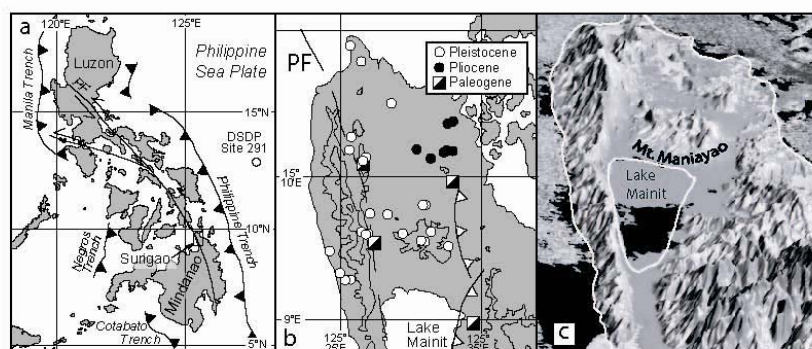 a
120°E
125°E
Luzon
Philippine
Sea Plate
Manila Trench
PF
15°N
DSDP
Site 291
Philippine Trench
10°N
Negros
Trench
Surigao
Mindanao
Cotabato
Trench
5°N
b
PF
Pleistocene
Pliocene
Paleogene
10°E
9°E
125°
Lake
Mainit
c
Mt. Maniayao
Lake
Mainit